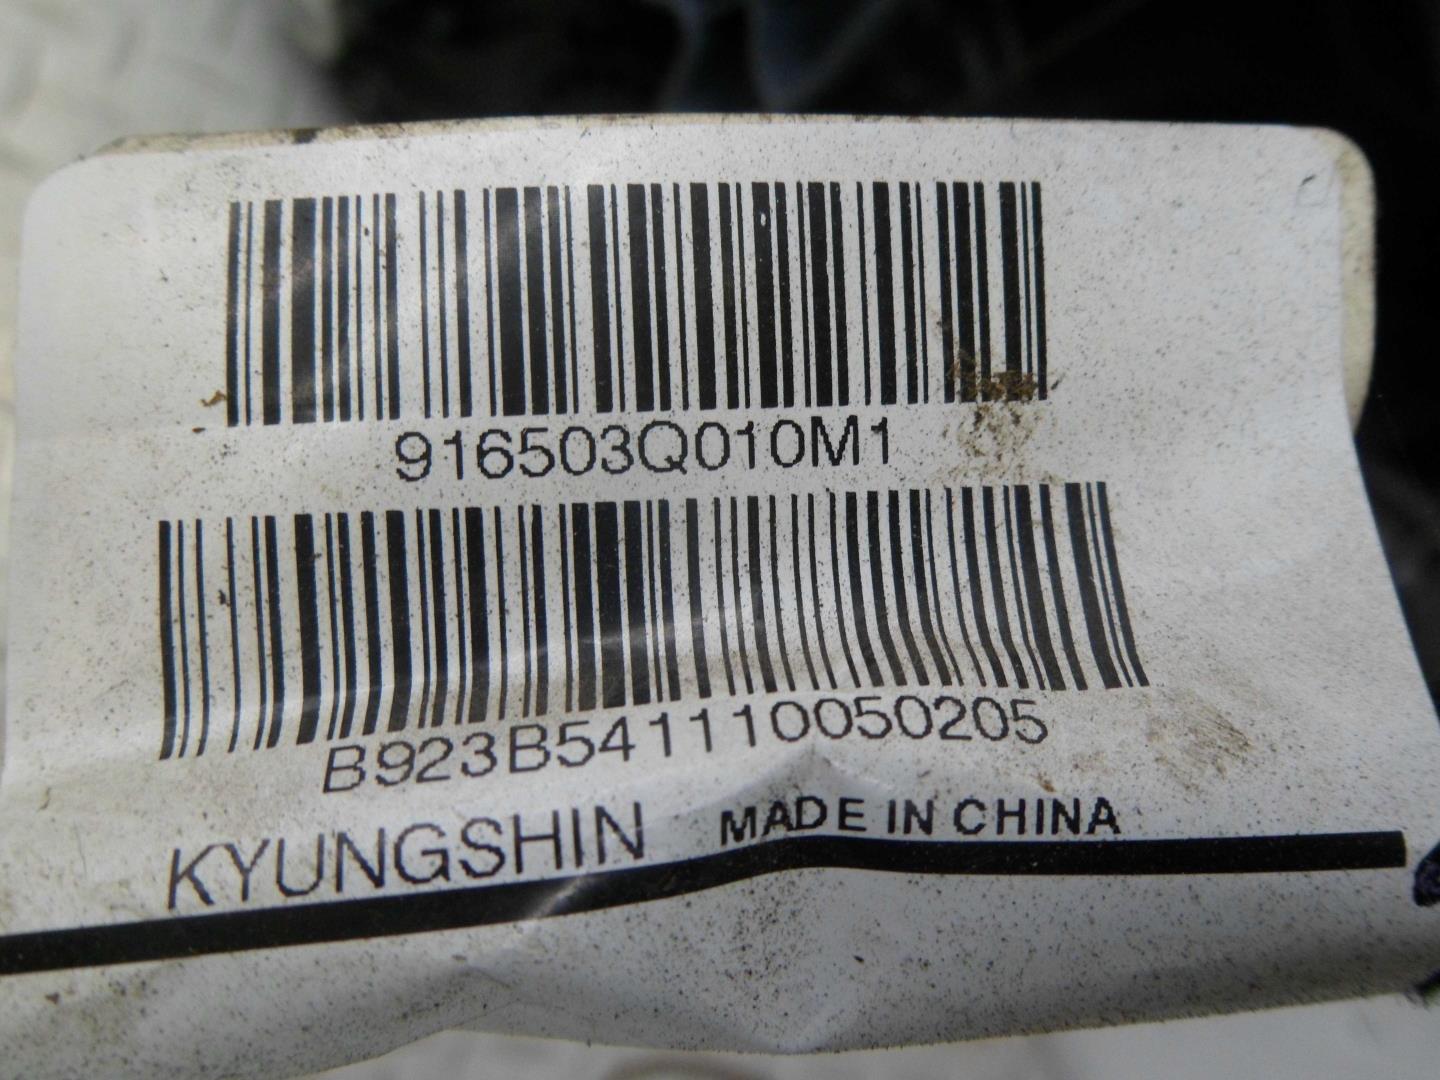 916503Q010M1
B923B541110050205
KYUNGSHIN MADE IN CHINA